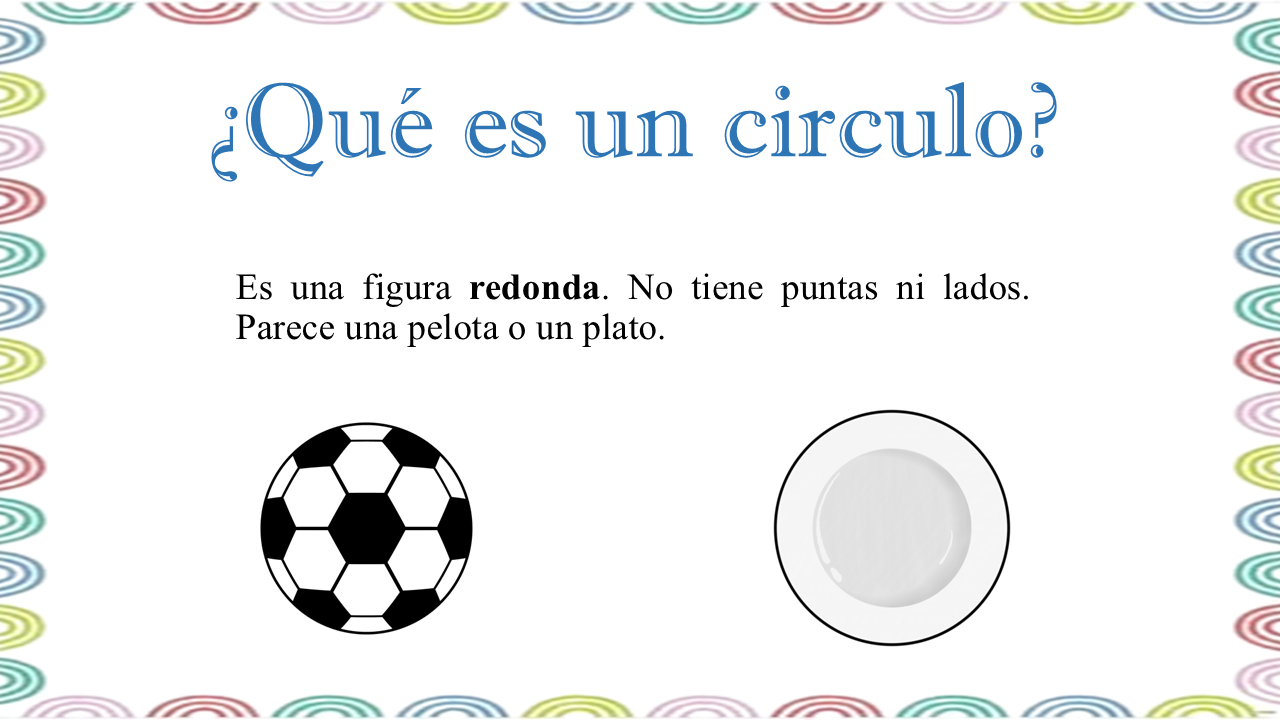 ¿Qué es un circulo?
Es una figura redonda. No tiene puntas ni lados.
Parece una pelota o un plato.